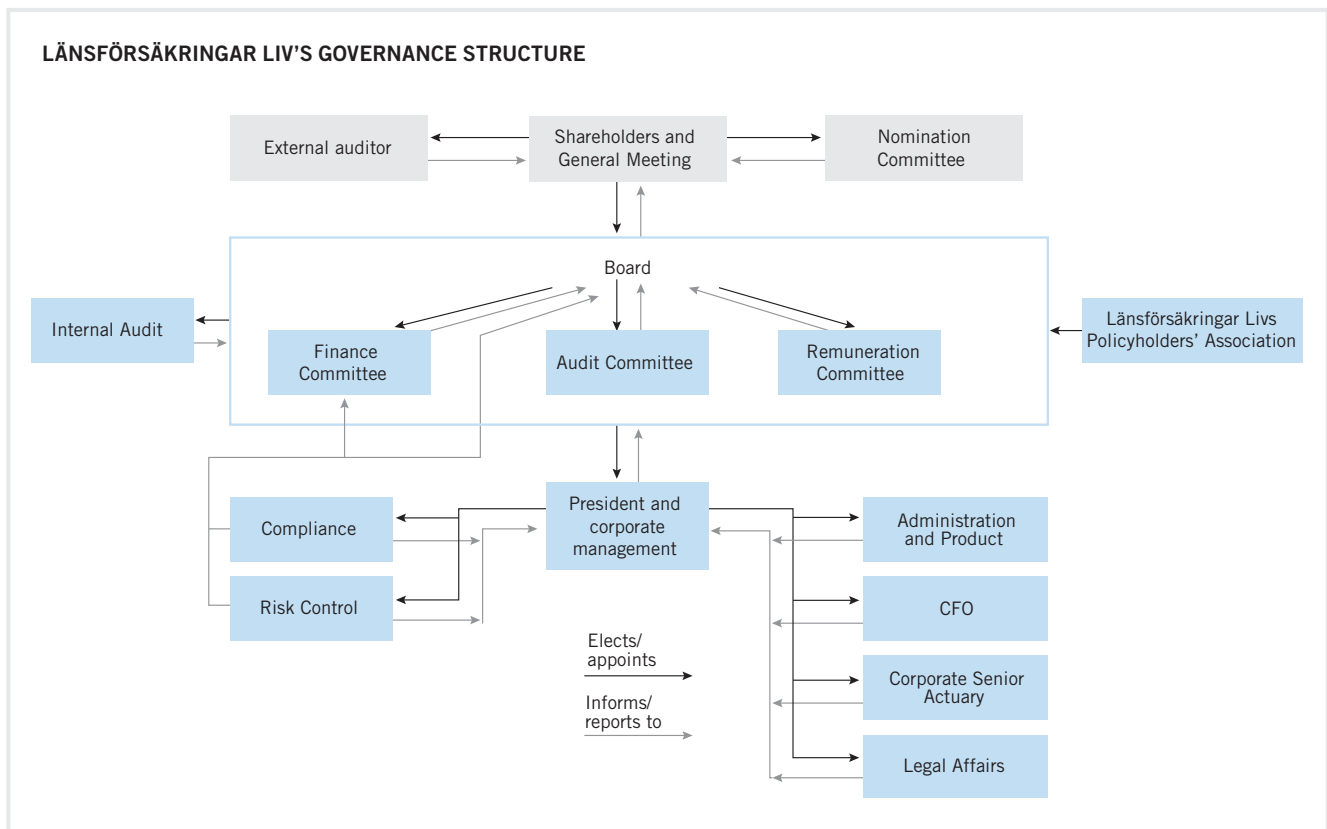 LÄNSFÖRSÄKRINGAR LIV'S GOVERNANCE STRUCTURE
External auditor
Shareholders and
General Meeting
Nomination
Committee
Board
Internal Audit
Finance
Committee
Audit Committee
Remuneration
Committee
Länsförsäkringar Livs
Policyholders' Association
Compliance
President and
corporate
management
Administration
and Product
Risk Control
CFO
Elects/
appoints
Corporate Senior
Actuary
Informs/
reports to
Legal Affairs